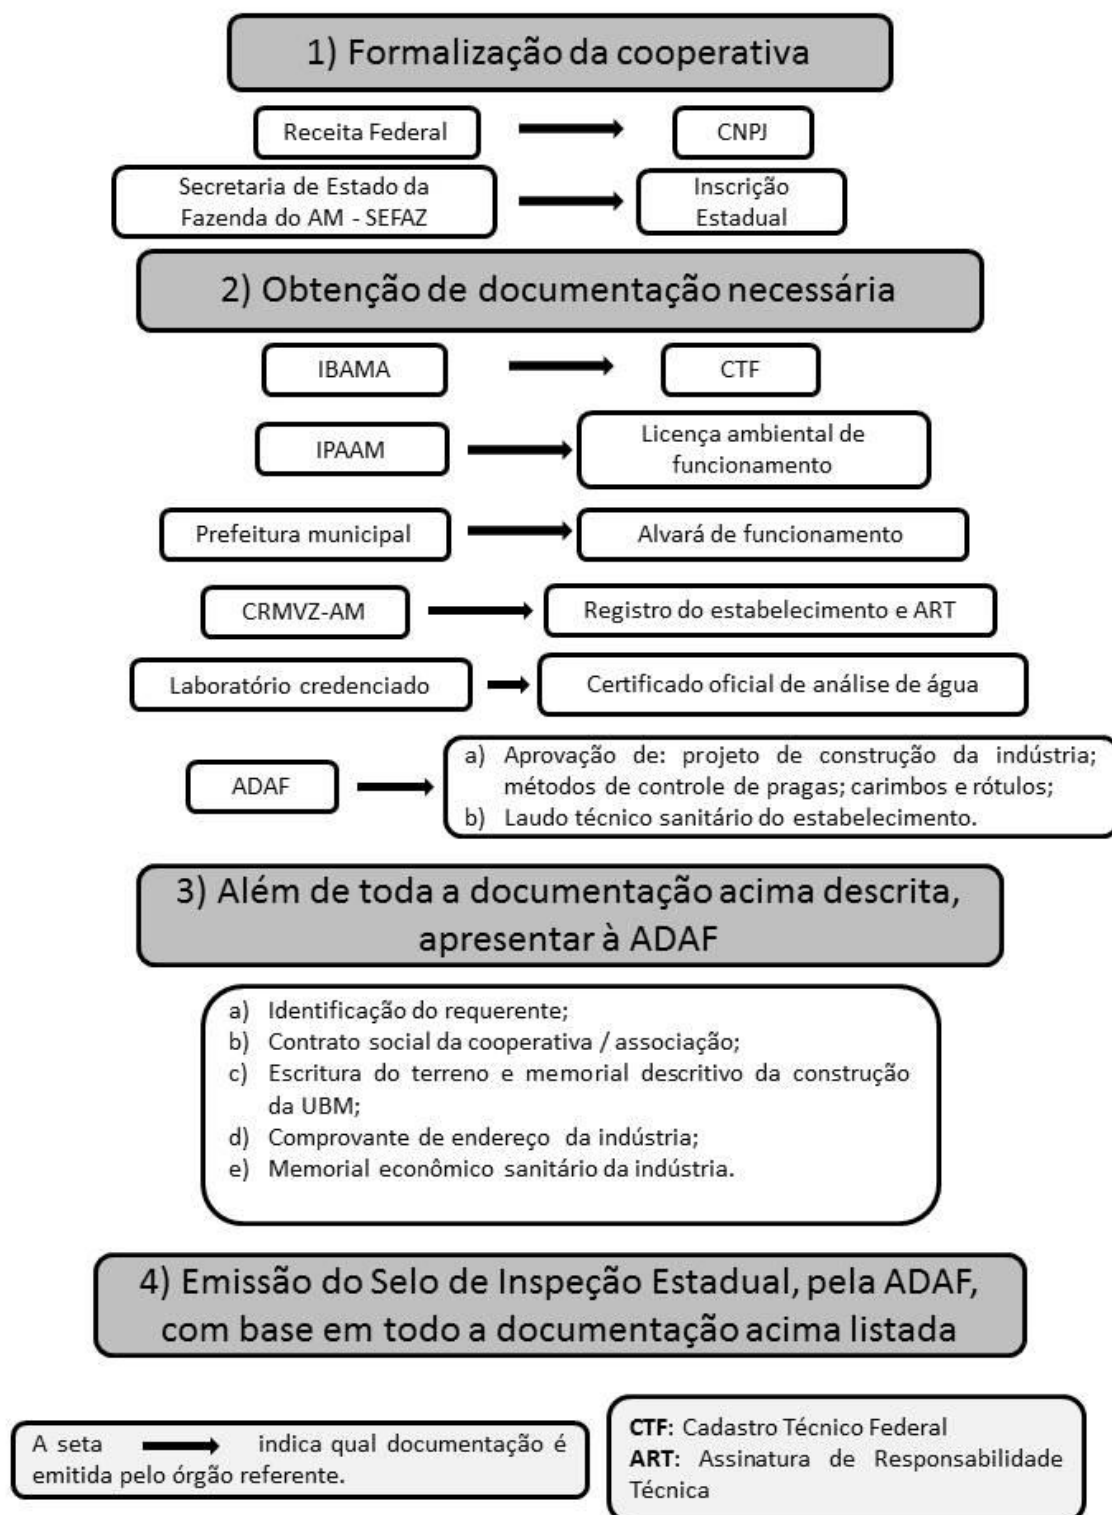 1) Formalização da cooperativa
Receita Federal
CNPJ
Secretaria de Estado da
Fazenda do AM - SEFAZ
Inscrição
Estadual
2) Obtenção de documentação necessária
IBAMA
CTF
IPAAM
Licença ambiental de
funcionamento
Prefeitura municipal
Alvará de funcionamento
CRMVZ-AM
Registro do estabelecimento e ART
Laboratório credenciado
Certificado oficial de análise de água
ADAF
a) Aprovação de: projeto de construção da indústria;
métodos de controle de pragas; carimbos e rótulos;
b) Laudo técnico sanitário do estabelecimento.
3) Além de toda a documentação acima descrita,
apresentar à ADAF
a) Identificação do requerente;
b) Contrato social da cooperativa / associação;
c) Escritura do terreno e memorial descritivo da construção
da UBM;
d) Comprovante de endereço da indústria;
e) Memorial econômico sanitário da indústria.
4) Emissão do Selo de Inspeção Estadual, pela ADAF,
com base em todo a documentação acima listada
A seta indica qual documentação é
emitida pelo órgão referente.
CTF: Cadastro Técnico Federal
ART: Assinatura de Responsabilidade
Técnica